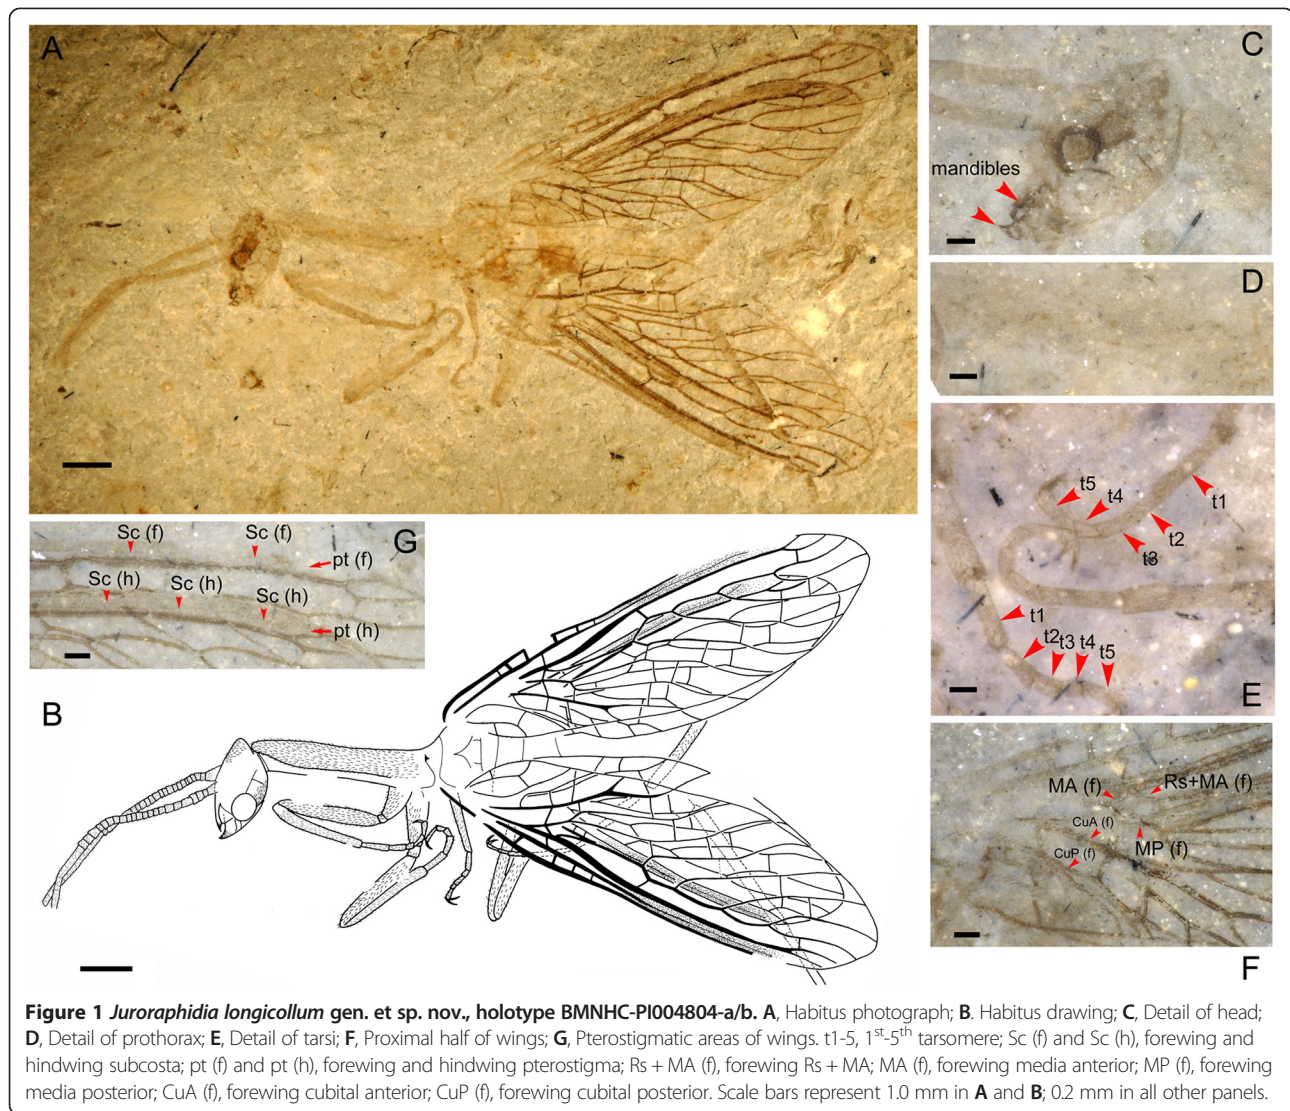 A
C
mandibles
D
Sc (f) Sc (f) G
pt (f)
Sc (h) Sc (h) Sc (h)
pt (h)
t5 t4 t1
t2
t3
t1
t2 t3 t4 t5
E
B
MA (f) Rs+MA (f)
CuA (f)
CuP (f) MP (f)
F
Figure 1 Juroraphidia longicollum gen. et sp. nov., holotype BMNHC-PI004804-a/b. A, Habitus photograph; B. Habitus drawing; C, Detail of head;
D, Detail of prothorax; E, Detail of tarsi; F, Proximal half of wings; G, Pterostigmatic areas of wings. t1-5, 1st-5th tarsomere; Sc (f) and Sc (h), forewing and
hindwing subcosta; pt (f) and pt (h), forewing and hindwing pterostigma; Rs + MA (f), forewing Rs + MA; MA (f), forewing media anterior; MP (f), forewing
media posterior; CuA (f), forewing cubital anterior; CuP (f), forewing cubital posterior. Scale bars represent 1.0 mm in A and B; 0.2 mm in all other panels.